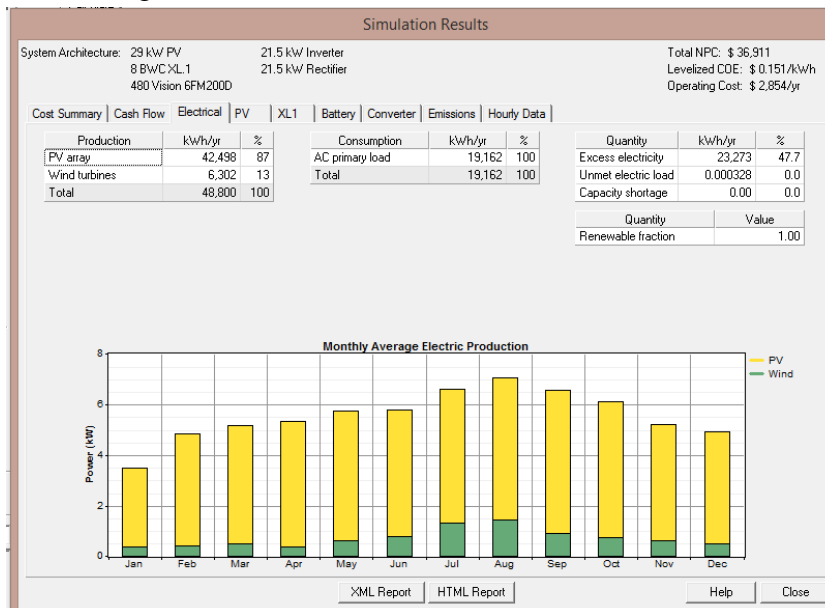 Simulation Results
System Architecture: 29 kW PV 21.5 kW Inverter Total NPC: $ 36,911
8 BWC XL.1 21.5 kW Rectifier Levelized COE: $ 0.151/kWh
480 Vision 6FM200D Operating Cost: $ 2,854/yr
Cost Summary Cash Flow Electrical PV XL1 Battery Converter Emissions Hourly Data
Production kWh/yr % Consumption kWh/yr % Quantity kWh/yr %
PV array 42,498 87 AC primary load 19,162 100 Excess electricity 23,273 47.7
Wind turbines 6,302 13 Total 19,162 100 Unmet electric load 0.000328 0.0
Total 48,800 100 Capacity shortage 0.00 0.0
Quantity Value
Renewable fraction 1.00
Monthly Average Electric Production
8
6
4
2
0
Power (kW)
PV
Wind
Jan Feb Mar Apr May Jun Jul Aug Sep Oct Nov Dec
XML Report HTML Report Help Close